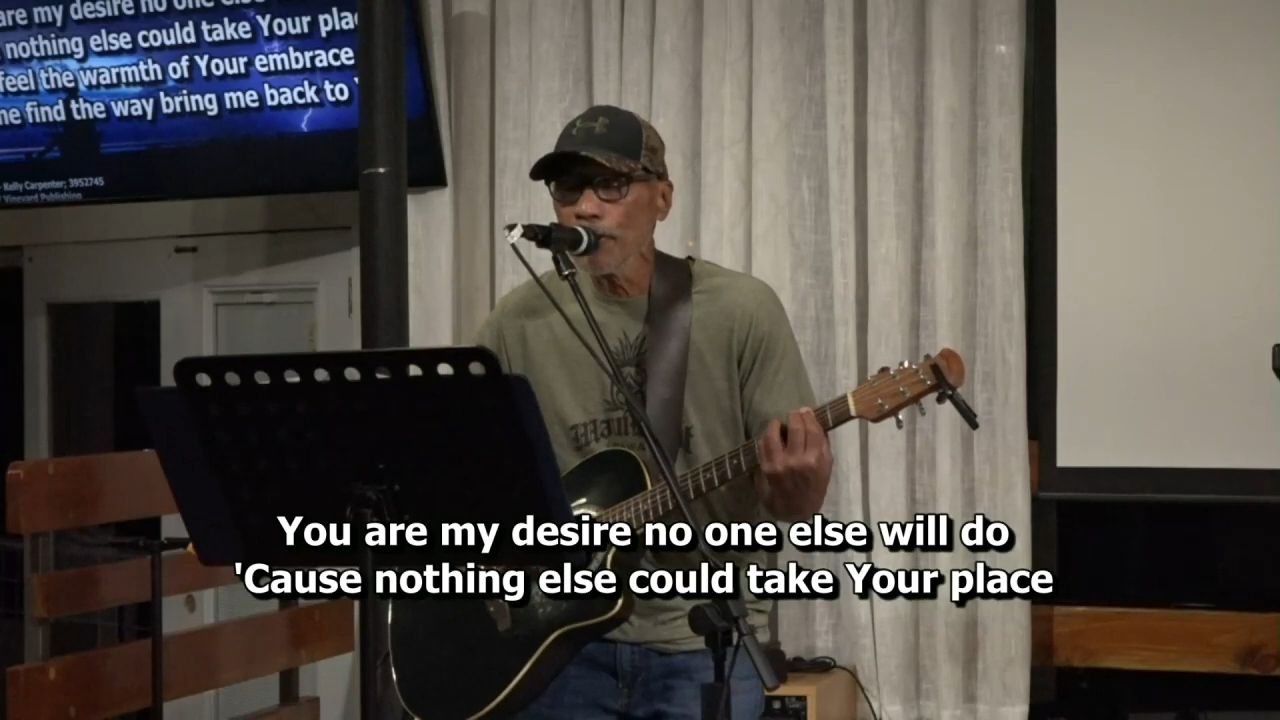 are my desire no one else
nothing else could take Your
feel the warmth of Your embrace
find the way bring me back to
Kelly Carpenter; 3952745
Vineyard Publishing
You are my desire no one else will do
'Cause nothing else could take Your place